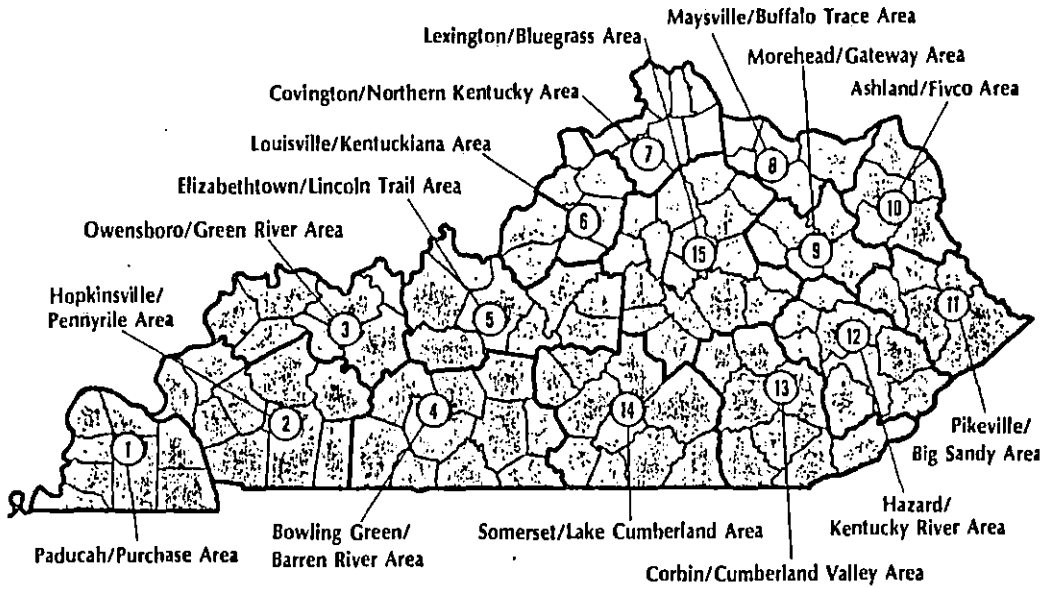 Maysville/Buffalo Trace Area
Lexington/Bluegrass Area
Morehead/Gateway Area
Ashland/Fivco Area
Covington/Northern Kentucky Area
Louisville/Kentuckiana Area
Elizabethtown/Lincoln Trail Area
Owensboro/Green River Area
Hopkinsville/
Pennyrile Area
7
8
10
6
15
9
11
3
5
12
13
4
14
2
1
Pikeville/
Big Sandy Area
Hazard/
Kentucky River Area
Bowling Green/
Barren River Area
Somerset/Lake Cumberland Area
Paducah/Purchase Area
Corbin/Cumberland Valley Area